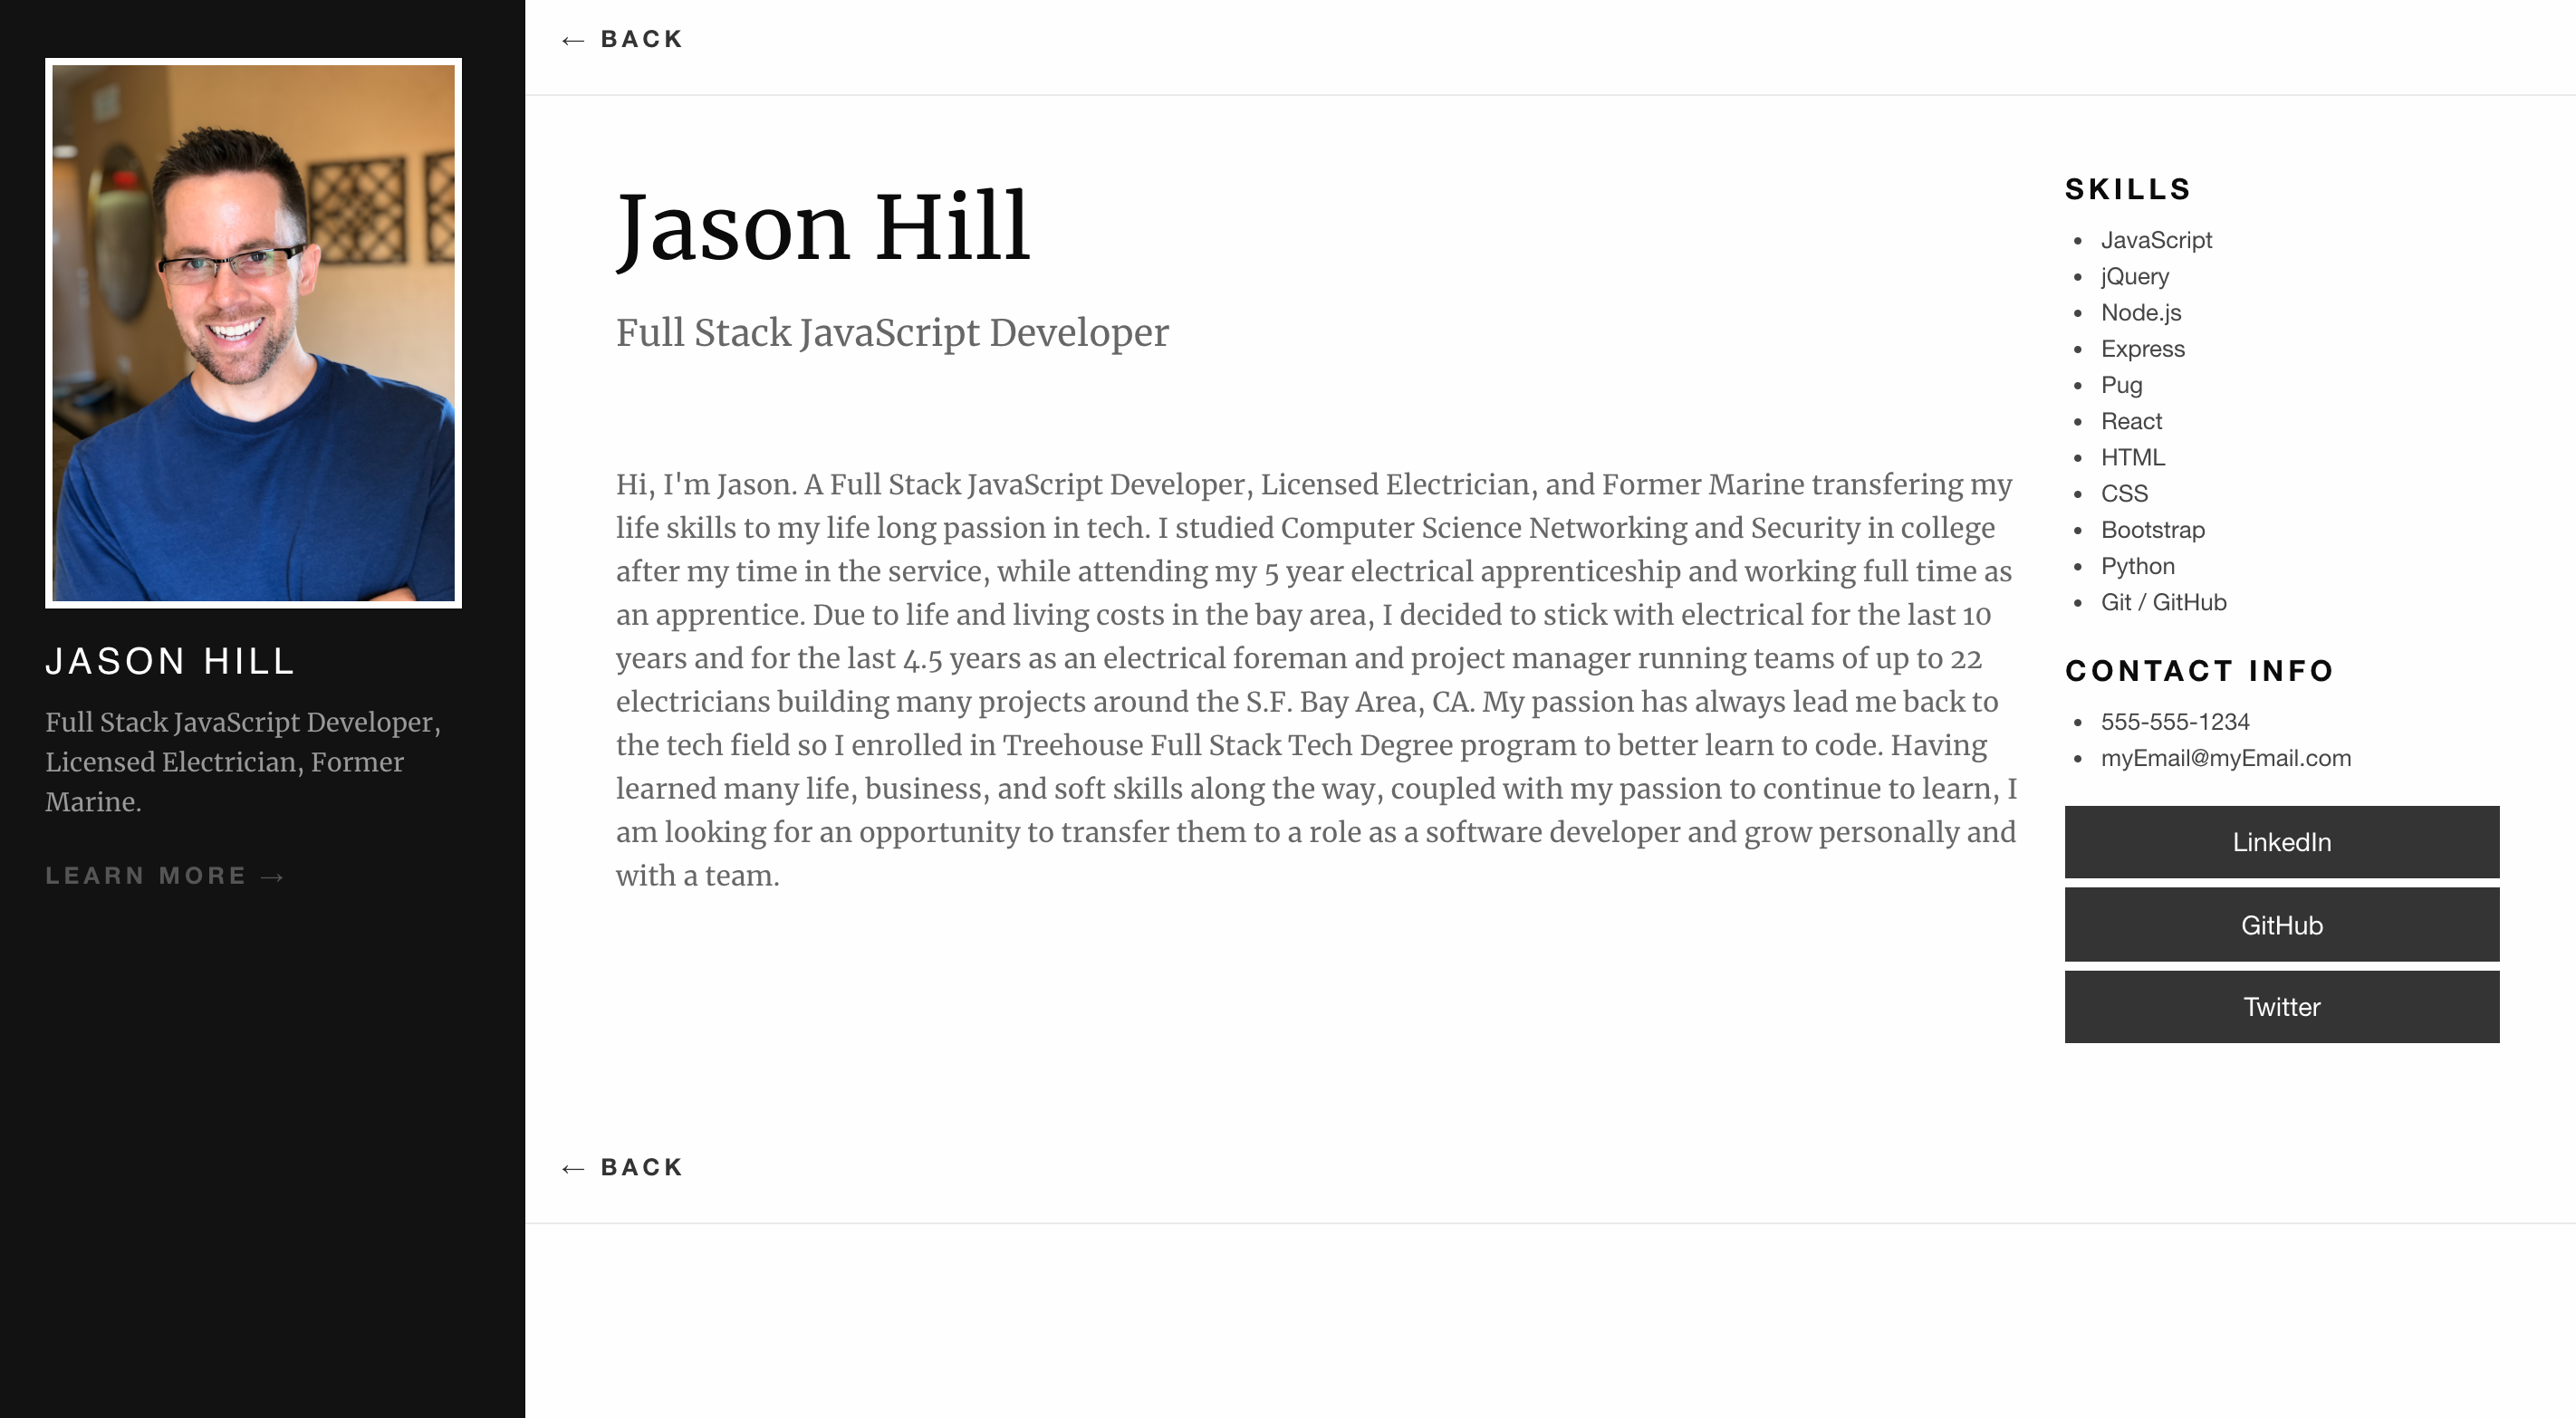 JASON HILL
Full Stack JavaScript Developer,
Licensed Electrician, Former
Marine.
LEARN MORE →
← BACK
Jason Hill
Full Stack JavaScript Developer
Hi, I'm Jason. A Full Stack JavaScript Developer, Licensed Electrician, and Former Marine transfering my
life skills to my life long passion in tech. I studied Computer Science Networking and Security in college
after my time in the service, while attending my 5 year electrical apprenticeship and working full time as
an apprentice. Due to life and living costs in the bay area, I decided to stick with electrical for the last 10
years and for the last 4.5 years as an electrical foreman and project manager running teams of up to 22
electricians building many projects around the S.F. Bay Area, CA. My passion has always lead me back to
the tech field so I enrolled in Treehouse Full Stack Tech Degree program to better learn to code. Having
learned many life, business, and soft skills along the way, coupled with my passion to continue to learn, I
am looking for an opportunity to transfer them to a role as a software developer and grow personally and
with a team.
SKILLS
• JavaScript
• jQuery
• Node.js
• Express
• Pug
• React
• HTML
• CSS
• Bootstrap
• Python
• Git / GitHub
CONTACT INFO
• 555-555-1234
• myEmail@myEmail.com
LinkedIn
GitHub
Twitter
← BACK